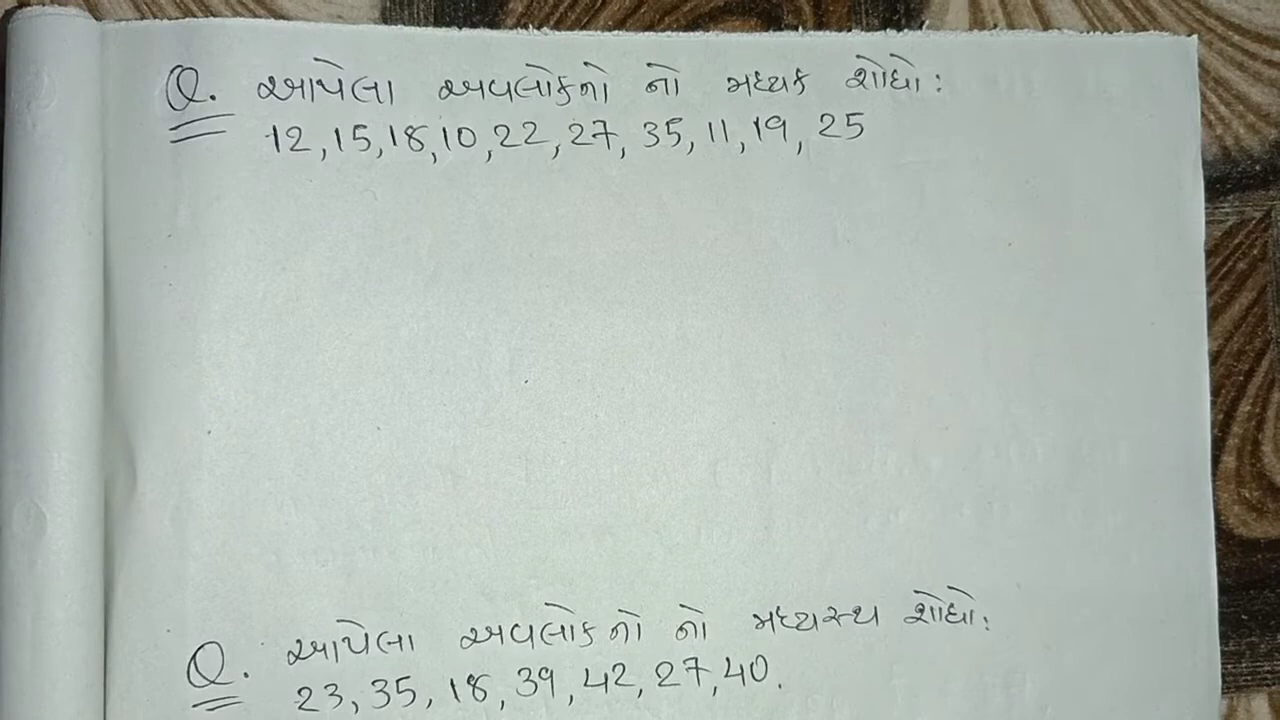 Q. આપેલા અવલોકનો નો મધ્યક શોધો:
12, 15, 18, 10, 22, 27, 35, 11, 19, 25
Q. આપેલા અવલોકનો નો મધ્યસ્થ શોધો:
23, 35, 18, 39, 42, 27, 40.